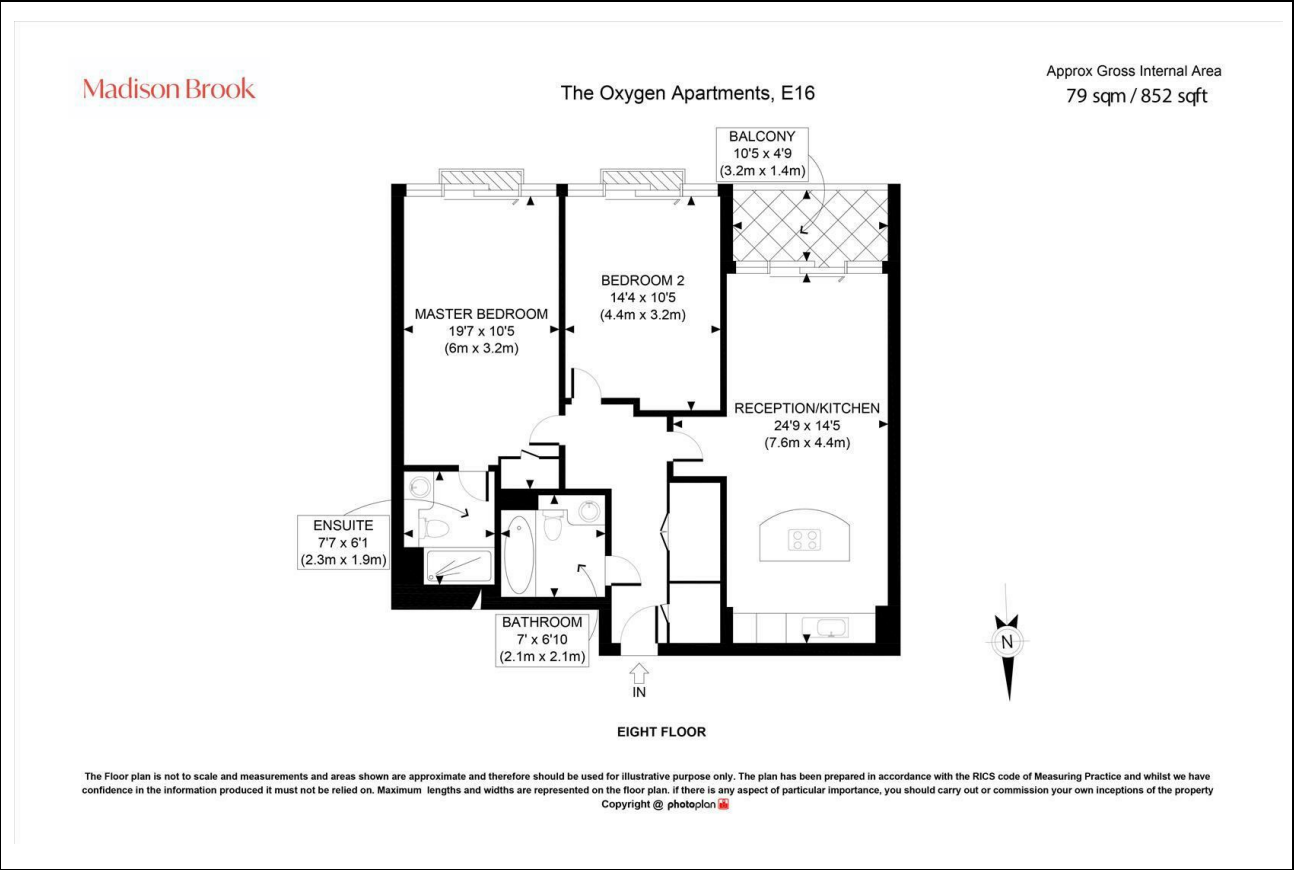 Madison Brook
The Oxygen Apartments, E16
Approx Gross Internal Area
79 sqm / 852 sqft
BALCONY
10'5 x 4'9
(3.2m x 1.4m)
BEDROOM 2
14'4 x 10'5
(4.4m x 3.2m)
MASTER BEDROOM
19'7 x 10'5
(6m x 3.2m)
RECEPTION/KITCHEN
24'9 x 14'5
(7.6m x 4.4m)
ENSUITE
7'7 x 6'1
(2.3m x 1.9m)
BATHROOM
7' x 6'10
(2.1m x 2.1m)
N
IN
EIGHT FLOOR
The Floor plan is not to scale and measurements and areas shown are approximate and therefore should be used for illustrative purpose only. The plan has been prepared in accordance with the RICS code of Measuring Practice and whilst we have
confidence in the information produced it must not be relied on. Maximum lengths and widths are represented on the floor plan. if there is any aspect of particular importance, you should carry out or commission your own inceptions of the property
Copyright @ photoplan